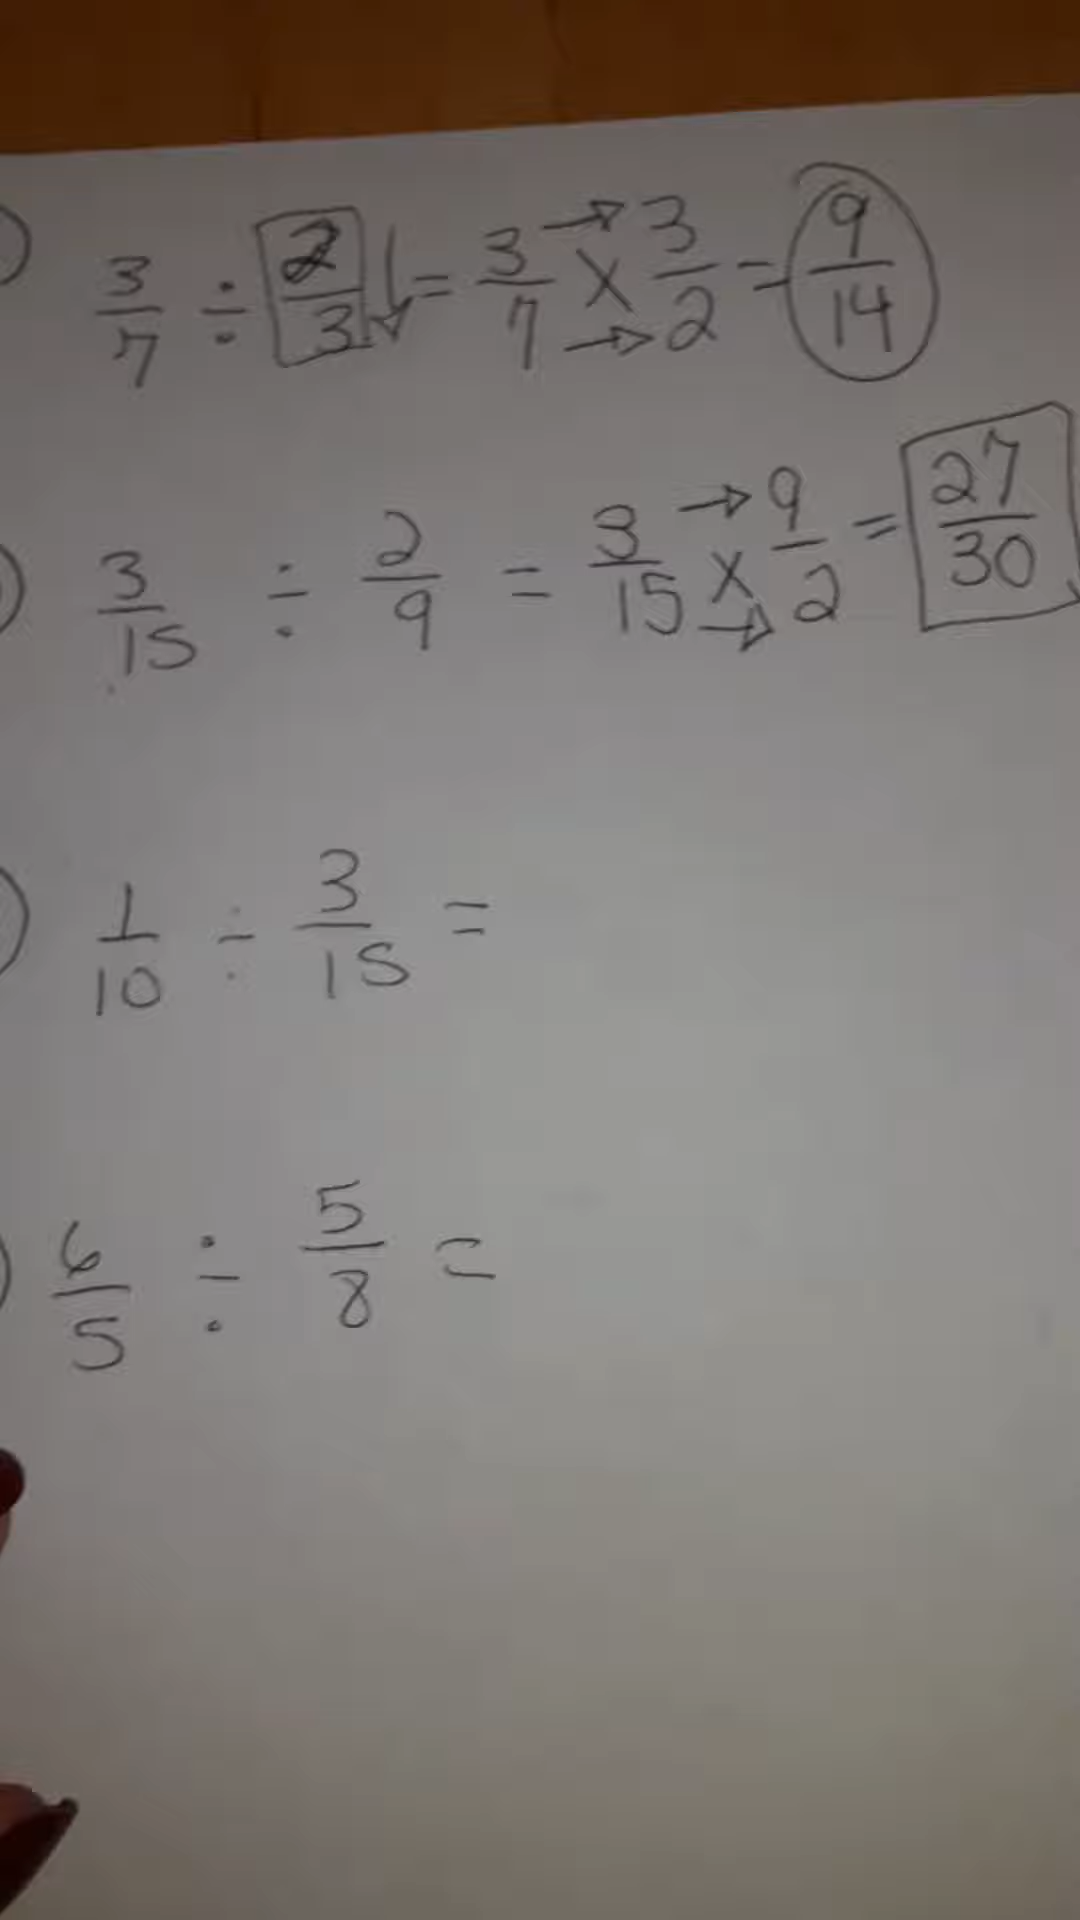 3/7 ÷ 2/3 = 3/7 × 3/2 = 9/14
3/15 ÷ 2/9 = 3/15 × 9/2 = 27/30
1/10 ÷ 3/15 =
6/5 ÷ 5/8 =